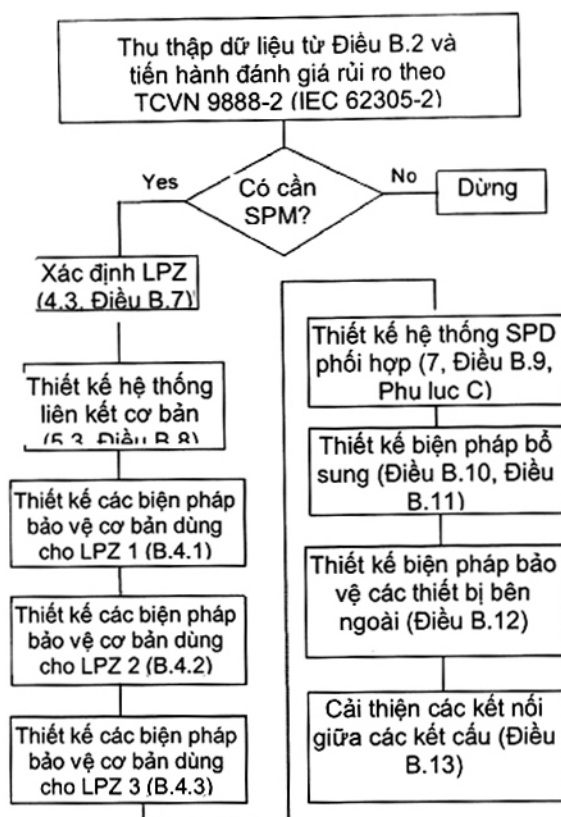 Thu thập dữ liệu từ Điều B.2 và
tiến hành đánh giá rủi ro theo
TCVN 9888-2 (IEC 62305-2)
Yes
Có cần
SPM?
No
Dừng
Xác định LPZ
(4.3, Điều B.7)
Thiết kế hệ thống
liên kết cơ bản
(5.3, Điều B.8)
Thiết kế các biện pháp
bảo vệ cơ bản dùng
cho LPZ 1 (B.4.1)
Thiết kế các biện pháp
bảo vệ cơ bản dùng
cho LPZ 2 (B.4.2)
Thiết kế các biện pháp
bảo vệ cơ bản dùng
cho LPZ 3 (B.4.3)
Thiết kế hệ thống SPD
phối hợp (7, Điều B.9,
Phu luc C)
Thiết kế biện pháp bổ
sung (Điều B.10, Điều
B.11)
Thiết kế biện pháp bảo
vệ các thiết bị bên
ngoài (Điều B.12)
Cải thiện các kết nối
giữa các kết cấu (Điều
B.13)